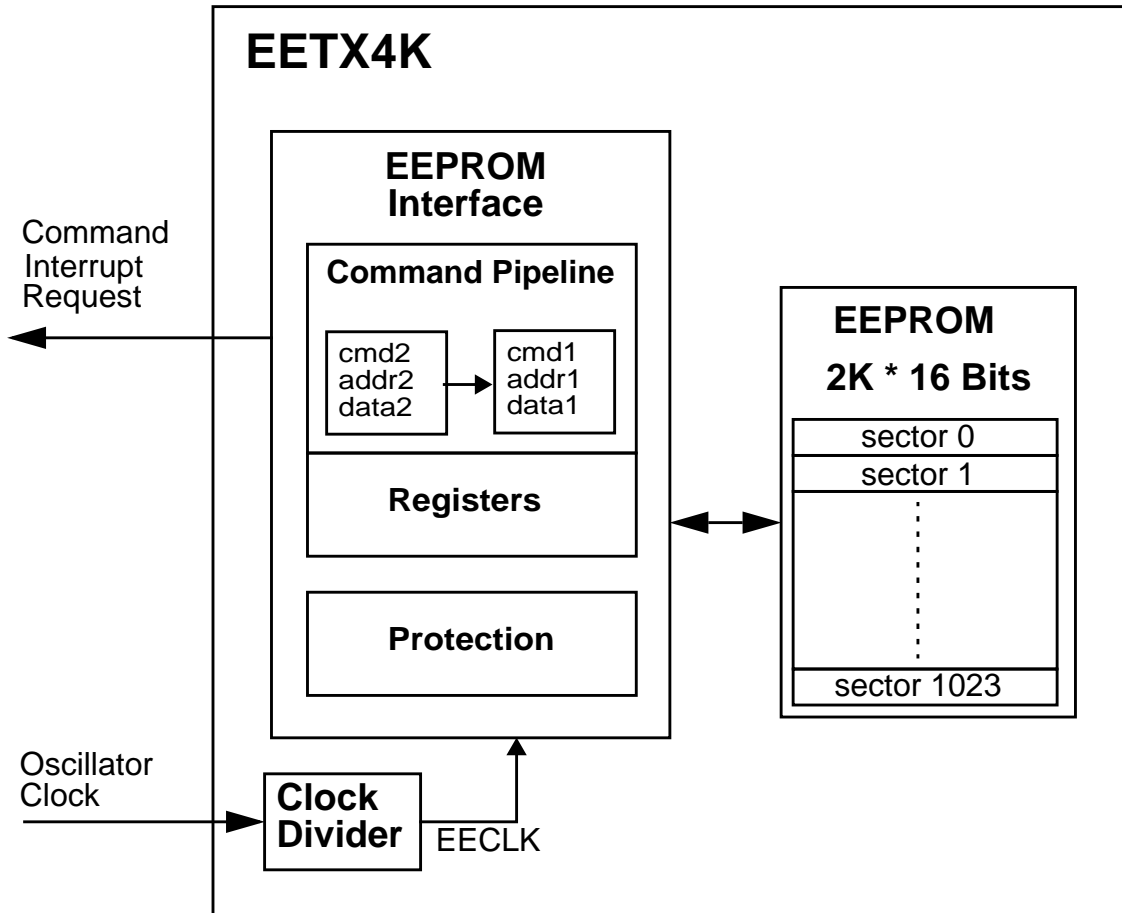 EETX4K
EEPROM
Interface
Command
Interrupt
Request
Command Pipeline
cmd2
addr2
data2
cmd1
addr1
data1
Registers
Protection
EEPROM
2K * 16 Bits
sector 0
sector 1
sector 1023
Oscillator
Clock
Clock
Divider
EECLK